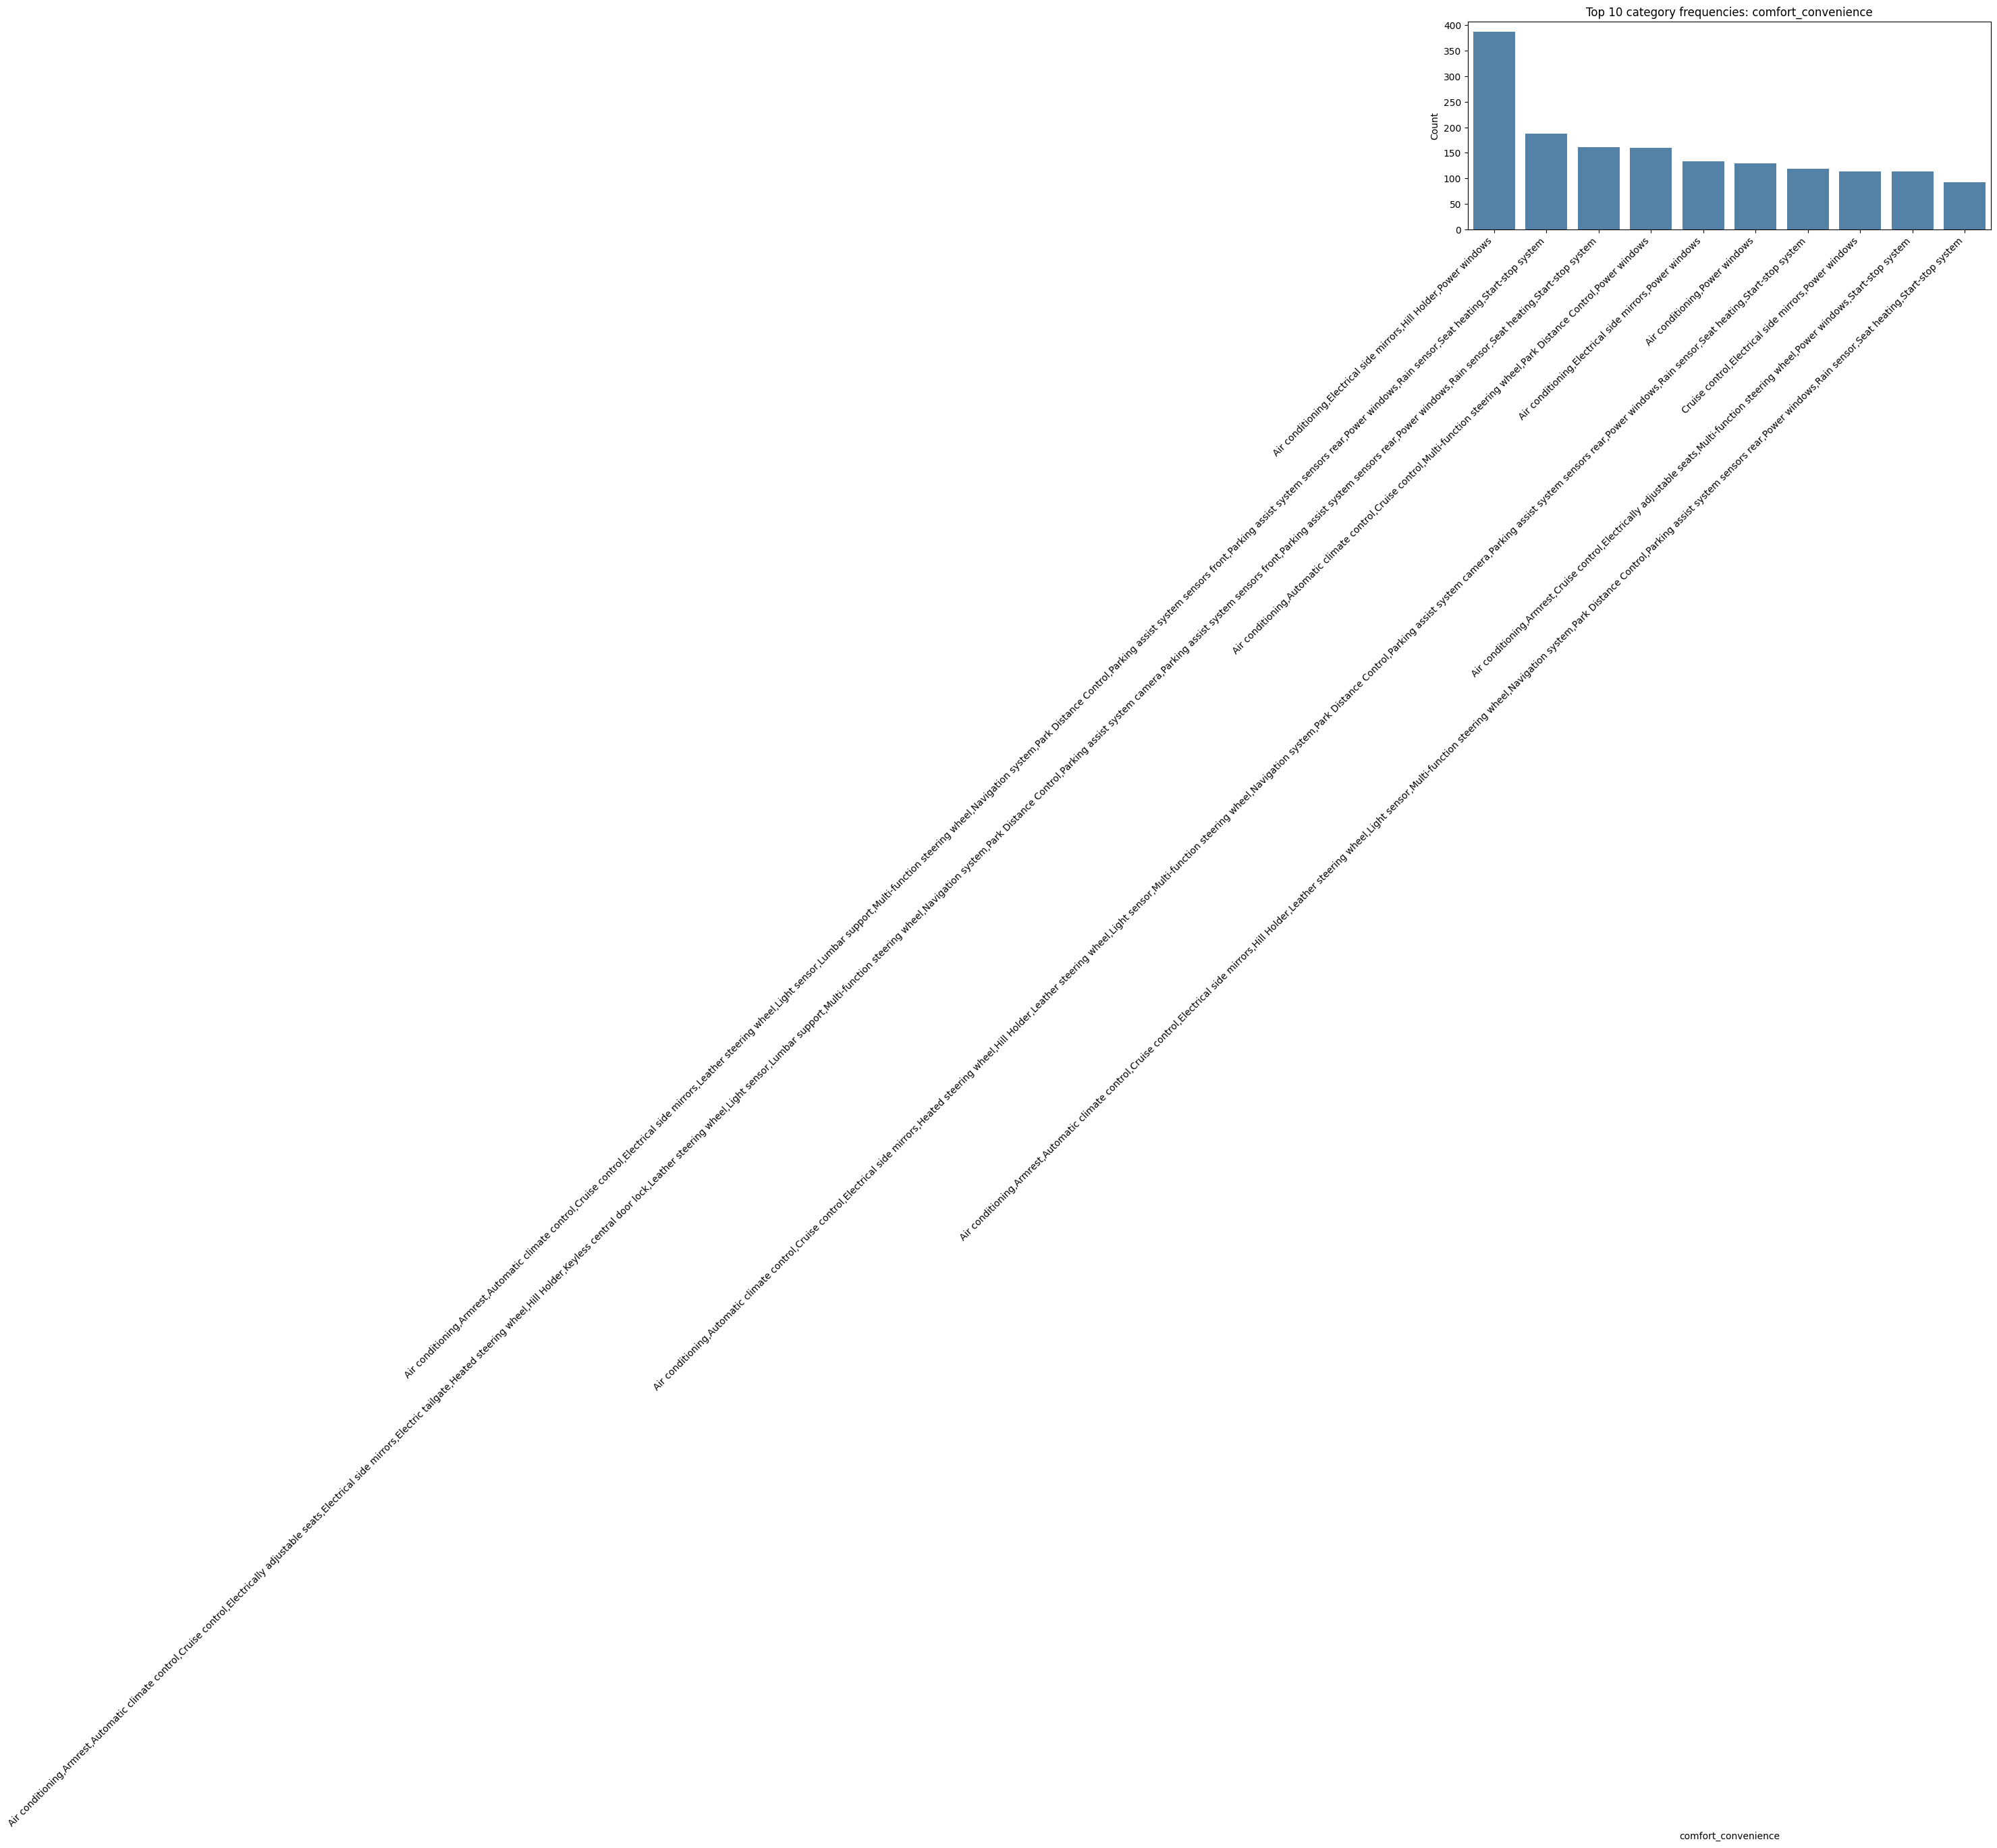 Top 10 category frequencies: comfort_convenience
Count
400
350
300
250
200
150
100
50
0
Air conditioning,Electrical side mirrors,Hill Holder,Power windows
Air conditioning,Armrest,Automatic climate control,Cruise control,Electrical side mirrors,Leather steering wheel,Light sensor,Lumbar support,Multi-function steering wheel,Navigation system,Park Distance Control,Parking assist system sensors front,Parking assist system sensors rear,Power windows,Rain sensor,Seat heating,Start-stop system
Air conditioning,Armrest,Automatic climate control,Cruise control,Electrically adjustable seats,Electrical side mirrors,Electric tailgate,Heated steering wheel,Hill Holder,Keyless central door lock,Leather steering wheel,Light sensor,Lumbar support,Multi-function steering wheel,Navigation system,Park Distance Control,Parking assist system camera,Parking assist system sensors front,Parking assist system sensors rear,Power windows,Rain sensor,Seat heating,Start-stop system
Air conditioning,Automatic climate control,Cruise control,Multi-function steering wheel,Park Distance Control,Power windows
Air conditioning,Electrical side mirrors,Power windows
Air conditioning,Power windows
Air conditioning,Automatic climate control,Cruise control,Electrical side mirrors,Heated steering wheel,Hill Holder,Leather steering wheel,Light sensor,Multi-function steering wheel,Navigation system,Park Distance Control,Parking assist system camera,Parking assist system sensors rear,Power windows,Rain sensor,Seat heating,Start-stop system
Cruise control,Electrical side mirrors,Power windows
Air conditioning,Armrest,Cruise control,Electrically adjustable seats,Multi-function steering wheel,Power windows,Start-stop system
Air conditioning,Armrest,Automatic climate control,Cruise control,Electrical side mirrors,Hill Holder,Leather steering wheel,Light sensor,Multi-function steering wheel,Navigation system,Park Distance Control,Parking assist system sensors rear,Power windows,Rain sensor,Seat heating,Start-stop system
comfort_convenience